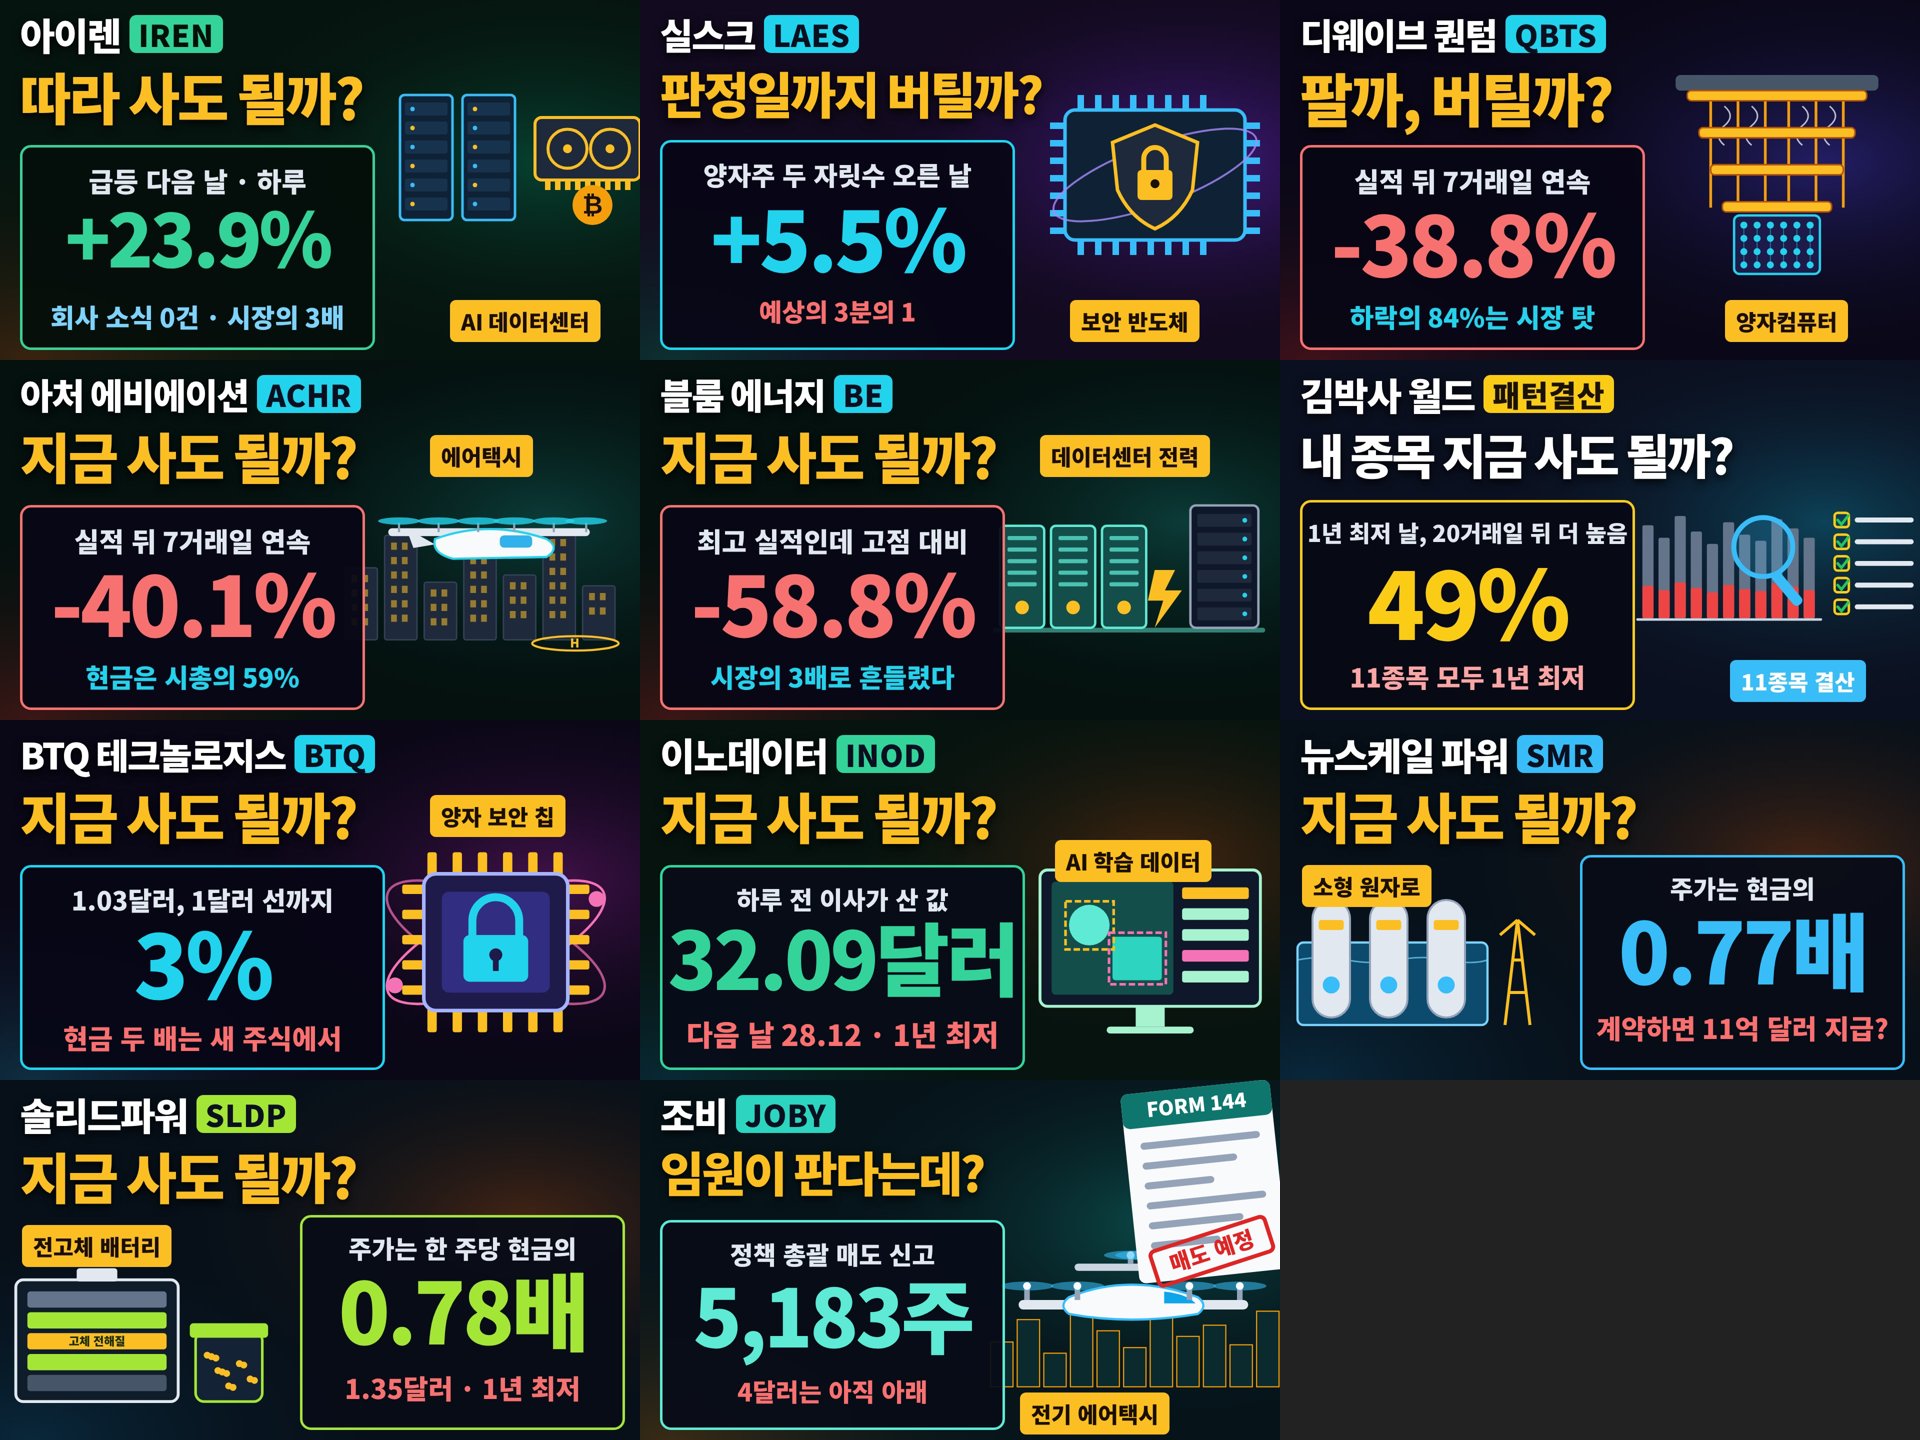 아이렌 IREN
따라 사도 될까?
급등 다음 날 · 하루
+23.9%
회사 소식 0건 · 시장의 3배
AI 데이터센터
실스크 LAES
판정일까지 버틸까?
양자주 두 자릿수 오른 날
+5.5%
예상의 3분의 1
보안 반도체
디웨이브 퀀텀 QBTS
팔까, 버틸까?
실적 뒤 7거래일 연속
-38.8%
하락의 84%는 시장 탓
양자컴퓨터
아처 에비에이션 ACHR
지금 사도 될까?
에어택시
실적 뒤 7거래일 연속
-40.1%
현금은 시총의 59%
H
블룸 에너지 BE
지금 사도 될까?
데이터센터 전력
최고 실적인데 고점 대비
-58.8%
시장의 3배로 흔들렸다
김박사 월드 패턴결산
내 종목 지금 사도 될까?
1년 최저 날, 20거래일 뒤 더 높음
49%
11종목 모두 1년 최저
11종목 결산
BTQ 테크놀로지스 BTQ
지금 사도 될까?
양자 보안 칩
1.03달러, 1달러 선까지
3%
현금 두 배는 새 주식에서
이노데이터 INOD
지금 사도 될까?
AI 학습 데이터
하루 전 이사가 산 값
32.09달러
다음 날 28.12 · 1년 최저
뉴스케일 파워 SMR
지금 사도 될까?
소형 원자로
주가는 현금의
0.77배
계약하면 11억 달러 지급?
솔리드파워 SLDP
지금 사도 될까?
전고체 배터리
고체 전해질
주가는 한 주당 현금의
0.78배
1.35달러 · 1년 최저
조비 JOBY
임원이 판다는데?
FORM 144
매도 예정
정책 총괄 매도 신고
5,183주
4달러는 아직 아래
전기 에어택시